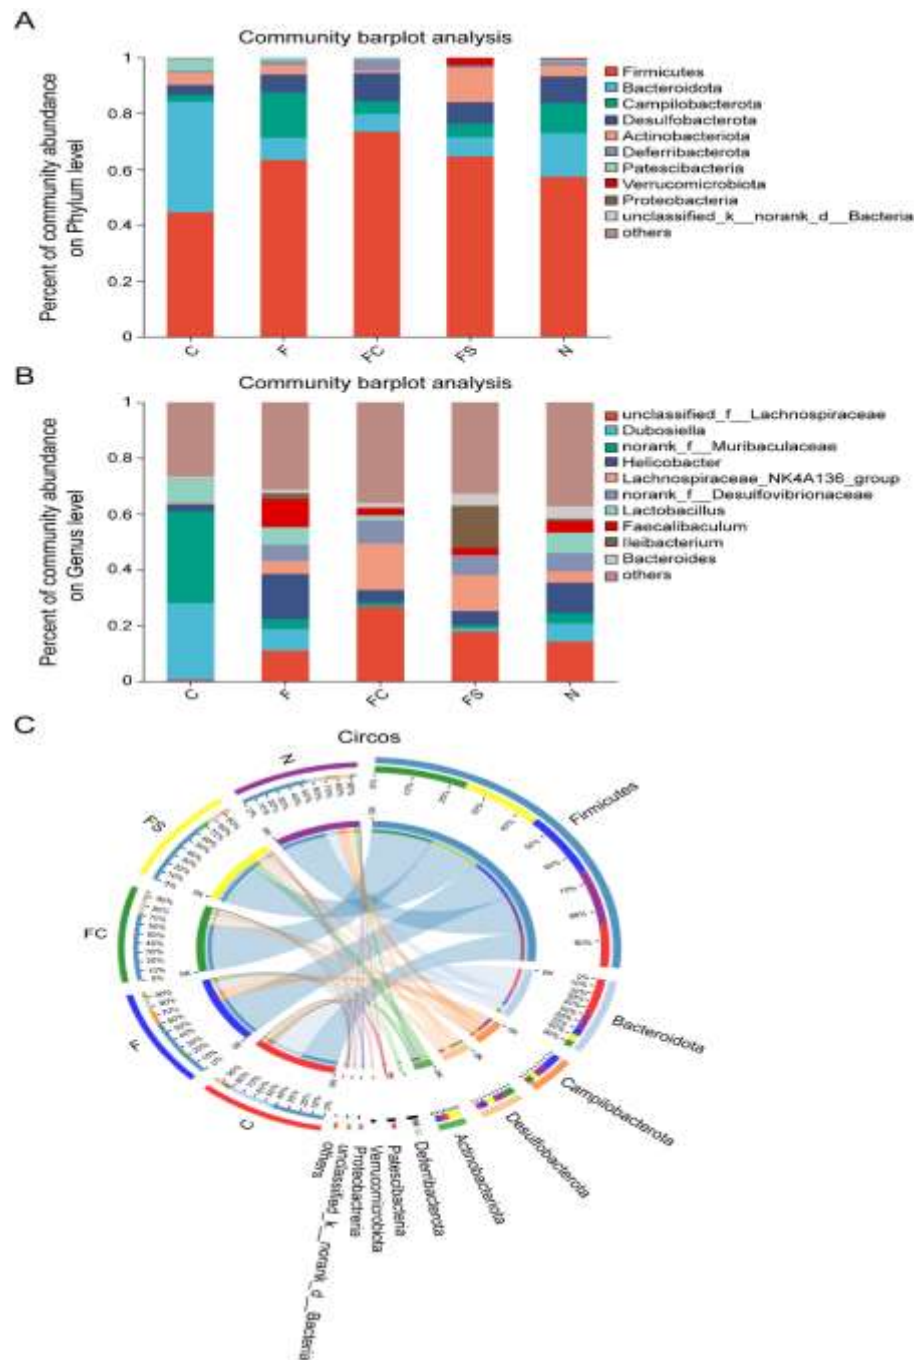 A
Community barplot analysis
Percent of community abundance
on Phylum level
1
0.8
0.6
0.4
0.2
0
C
F
FC
FS
N
Firmicutes
Bacteroidota
Campilobacterota
Desulfobacterota
Actinobacteriota
Deferribacterota
Patescibacteria
Verrucomicrobiota
Proteobacteria
unclassified_k__norank_d__Bacteria
others
B
Community barplot analysis
Percent of community abundance
on Genus level
1
0.8
0.6
0.4
0.2
0
C
F
FC
FS
N
unclassified_f__Lachnospiraceae
Dubosiella
norank_f__Muribaculaceae
Helicobacter
Lachnospiraceae_NK4A136_group
norank_f__Desulfovibrionaceae
Lactobacillus
Faecalibaculum
Ileibacterium
Bacteroides
others
C
Circos
N
FS
FC
F
C
Firmicutes
Bacteroidota
Campilobacterota
Desulfobacterota
Actinobacteriota
Deferribacterota
Patescibacteria
Verrucomicrobiota
Proteobactreria
unclassified_k__norank_d__Bacteria
others